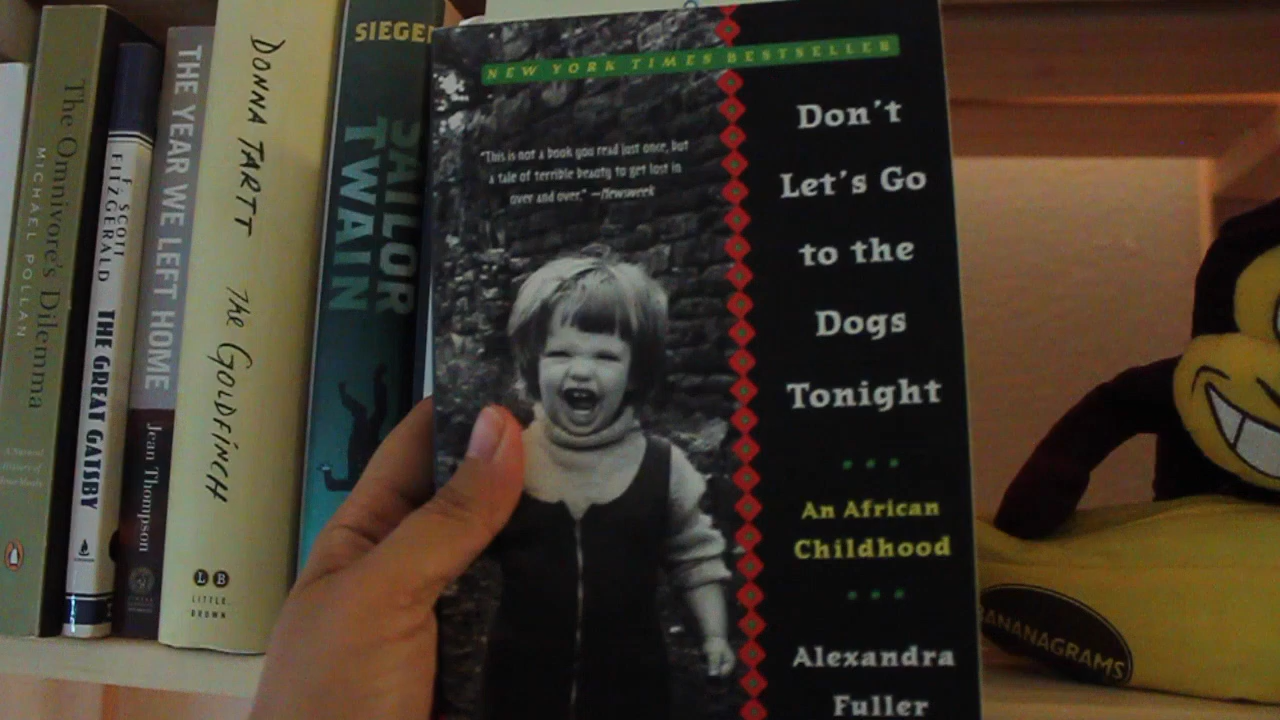 The Omnivore's Dilemma
MICHAEL POLLAN
F. SCOTT
FITZGERALD
THE GREAT GATSBY
THE YEAR WE LEFT HOME
Jean Thompson
DONNA TARTT The GOLDFINCH
L B
LITTLE,
BROWN
SIEGEL
SAILOR
TWAIN
NEW YORK TIMES BESTSELLER
"This is not a book you read just once, but
a tale of terrible beauty to get lost in
over and over." —Newsweek
Don't
Let's Go
to the
Dogs
Tonight
An African
Childhood
Alexandra
Fuller
BANANAGRAMS